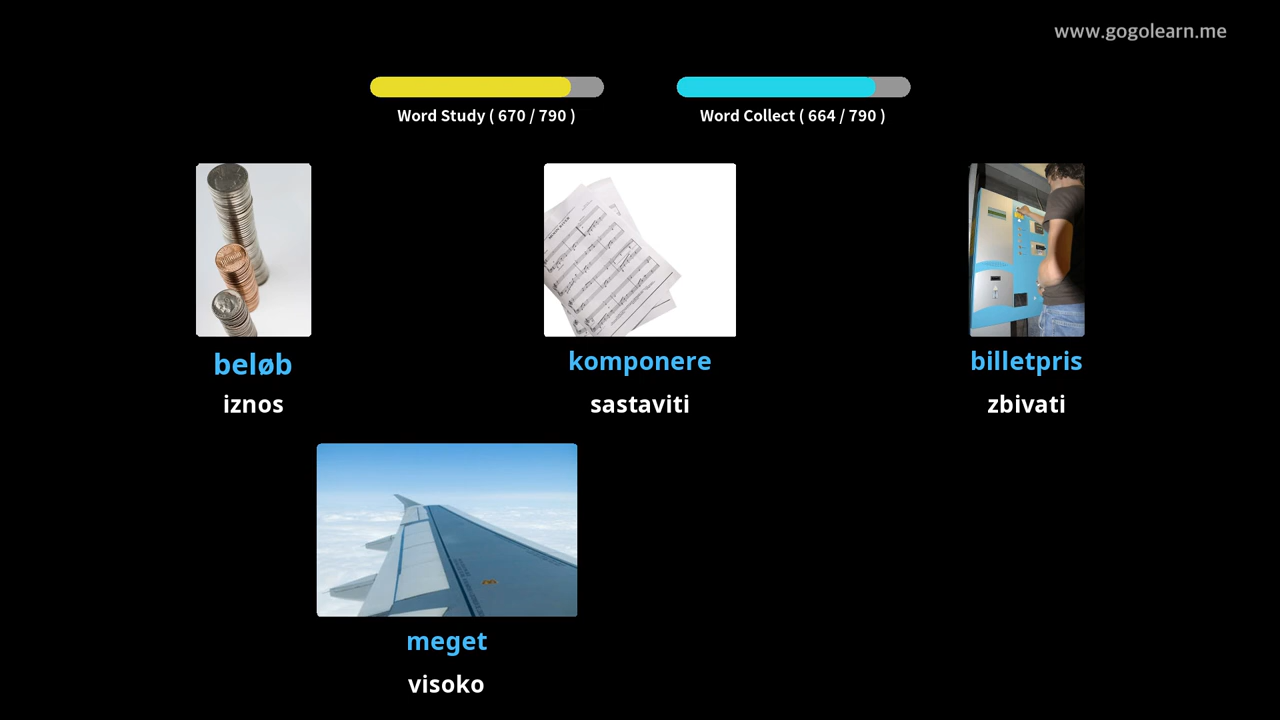 www.gogolearn.me
Word Study ( 670 / 790 )
Word Collect ( 664 / 790 )
beløb
komponere
billetpris
iznos
sastaviti
zbivati
meget
visoko